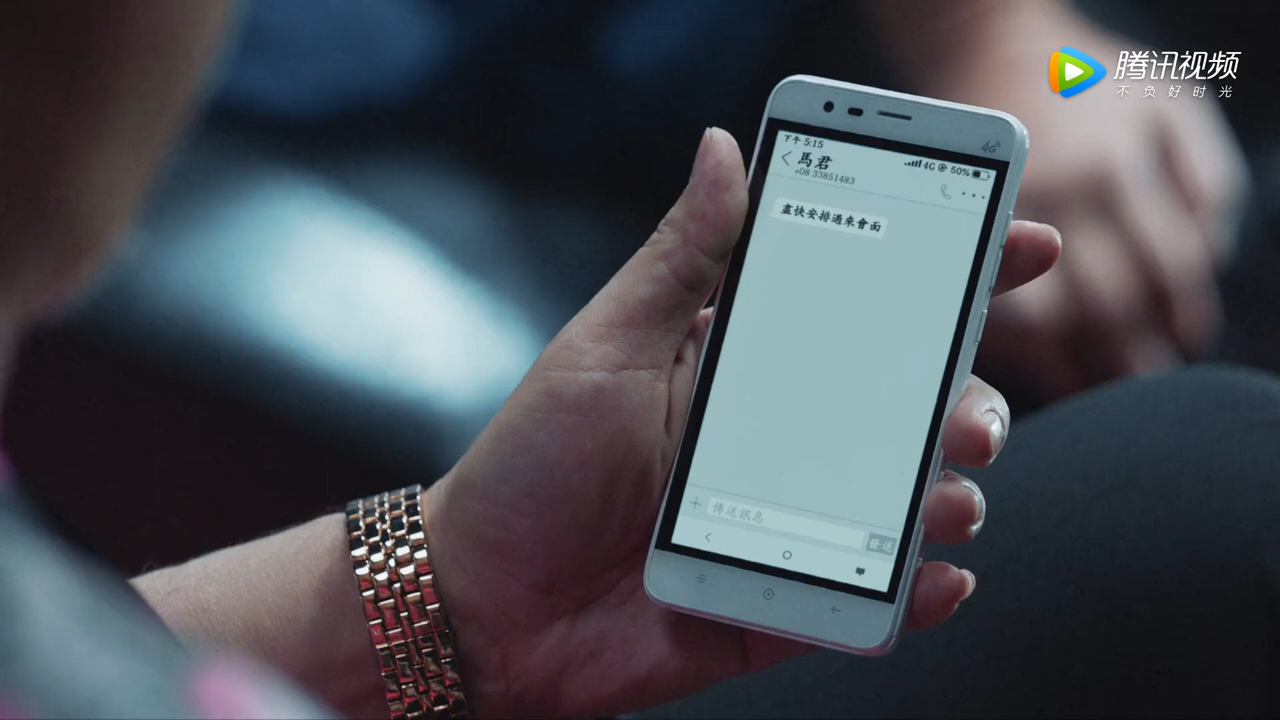 腾讯视频
不负好时光
4G+
下午 5:15
4G 50%
馬君
+08 33851483
盡快安排過來會面
傳送訊息
發送